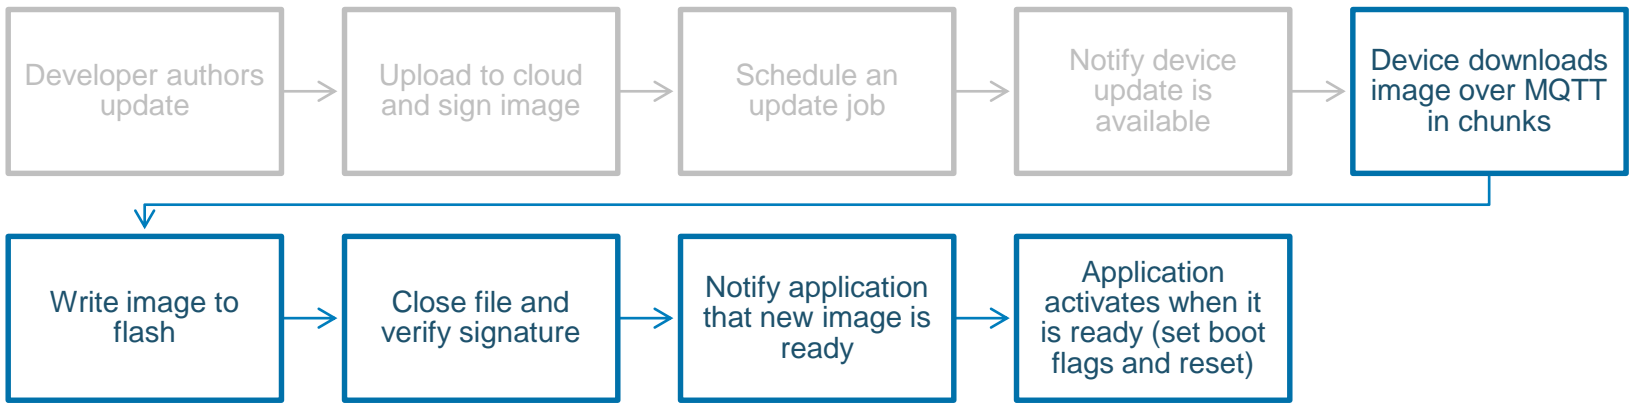 Developer authors
update
Upload to cloud
and sign image
Schedule an
update job
Notify device
update is
available
Device downloads
image over MQTT
in chunks
Write image to
flash
Close file and
verify signature
Notify application
that new image is
ready
Application
activates when it
is ready (set boot
flags and reset)